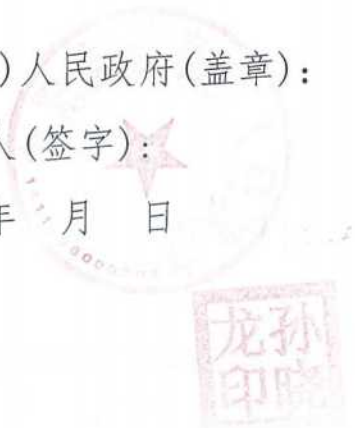 )人民政府(盖章):
人(签字):
年 月 日
龙孙
印晓